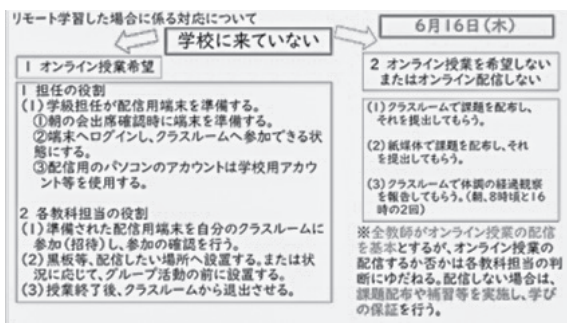 リモート学習した場合に係る対応について
6月16日(木)
学校に来ていない
1 オンライン授業希望
1 担任の役割
(1)学級担任が配信用端末を準備する。
①朝の会出席確認時に端末を準備する。
②端末へログインし、クラスルームへ参加できる状
態にする。
③配信用のパソコンのアカウントは学校用アカウ
ント等を使用する。
2 各教科担当の役割
(1)準備された配信用端末を自分のクラスルームに
参加(招待)し、参加の確認を行う。
(2)黒板等、配信したい場所へ設置する。または状
況に応じて、グループ活動の前に設置する。
(3)授業終了後、クラスルームから退出させる。
2 オンライン授業を希望しない
またはオンライン配信しない
(1)クラスルームで課題を配布し、
それを提出してもらう。
(2)紙媒体で課題を配布し、それ
を提出してもらう。
(3)クラスルームで体調の経過観察
を報告してもらう。(朝、8時頃と16
時の2回)
※全教師がオンライン授業の配信
を基本とするが、オンライン授業の
配信するか否かは各教科担当の判
断にゆだねる。配信しない場合は、
課題配布や補習等を実施し、学び
の保証を行う。